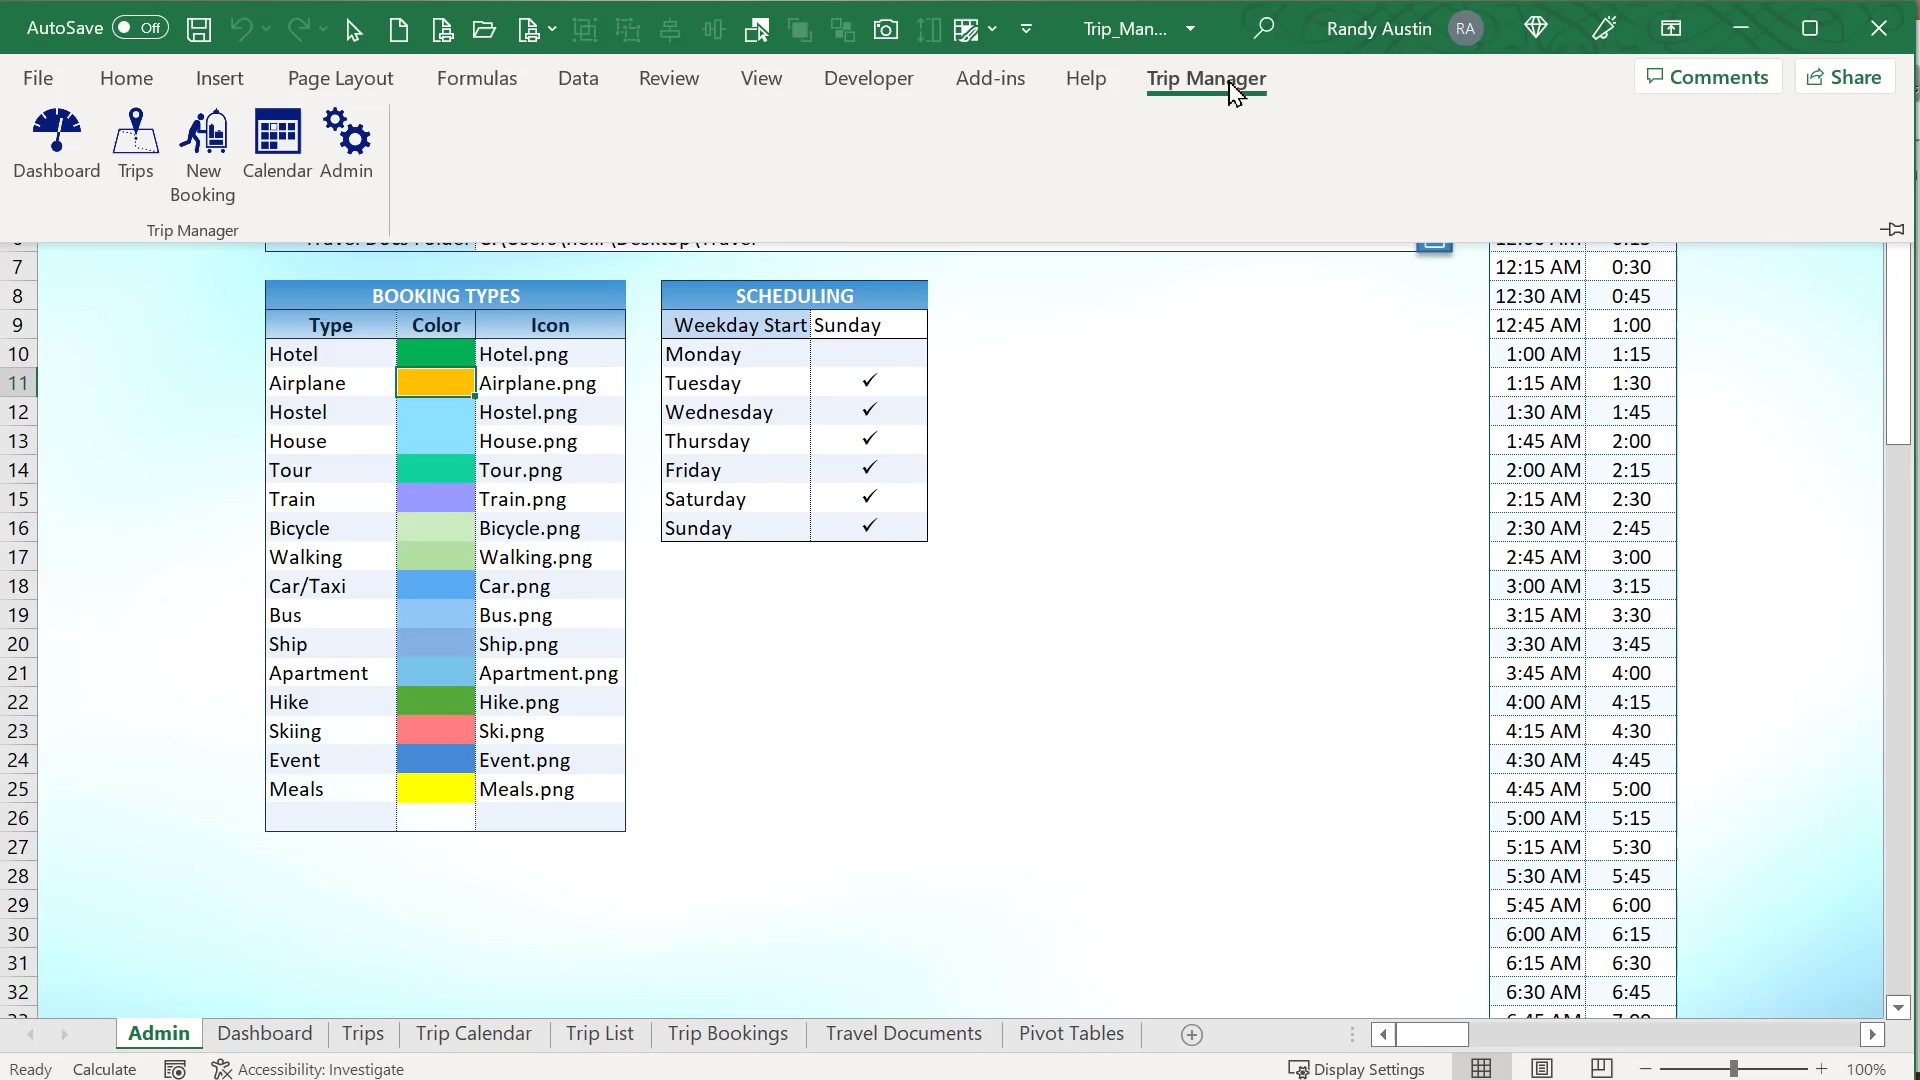 AutoSave Off Trip_Man... Randy Austin RA
File Home Insert Page Layout Formulas Data Review View Developer Add-ins Help Trip Manager Comments Share
Dashboard Trips New Booking Calendar Admin
Trip Manager
7 12:15 AM 0:30
8 BOOKING TYPES SCHEDULING 12:30 AM 0:45
9 Type Color Icon Weekday Start Sunday 12:45 AM 1:00
10 Hotel Hotel.png Monday 1:00 AM 1:15
11 Airplane Airplane.png Tuesday ✓ 1:15 AM 1:30
12 Hostel Hostel.png Wednesday ✓ 1:30 AM 1:45
13 House House.png Thursday ✓ 1:45 AM 2:00
14 Tour Tour.png Friday ✓ 2:00 AM 2:15
15 Train Train.png Saturday ✓ 2:15 AM 2:30
16 Bicycle Bicycle.png Sunday ✓ 2:30 AM 2:45
17 Walking Walking.png 2:45 AM 3:00
18 Car/Taxi Car.png 3:00 AM 3:15
19 Bus Bus.png 3:15 AM 3:30
20 Ship Ship.png 3:30 AM 3:45
21 Apartment Apartment.png 3:45 AM 4:00
22 Hike Hike.png 4:00 AM 4:15
23 Skiing Ski.png 4:15 AM 4:30
24 Event Event.png 4:30 AM 4:45
25 Meals Meals.png 4:45 AM 5:00
26 5:00 AM 5:15
27 5:15 AM 5:30
28 5:30 AM 5:45
29 5:45 AM 6:00
30 6:00 AM 6:15
31 6:15 AM 6:30
32 6:30 AM 6:45
Admin Dashboard Trips Trip Calendar Trip List Trip Bookings Travel Documents Pivot Tables
Ready Calculate Accessibility: Investigate Display Settings 100%